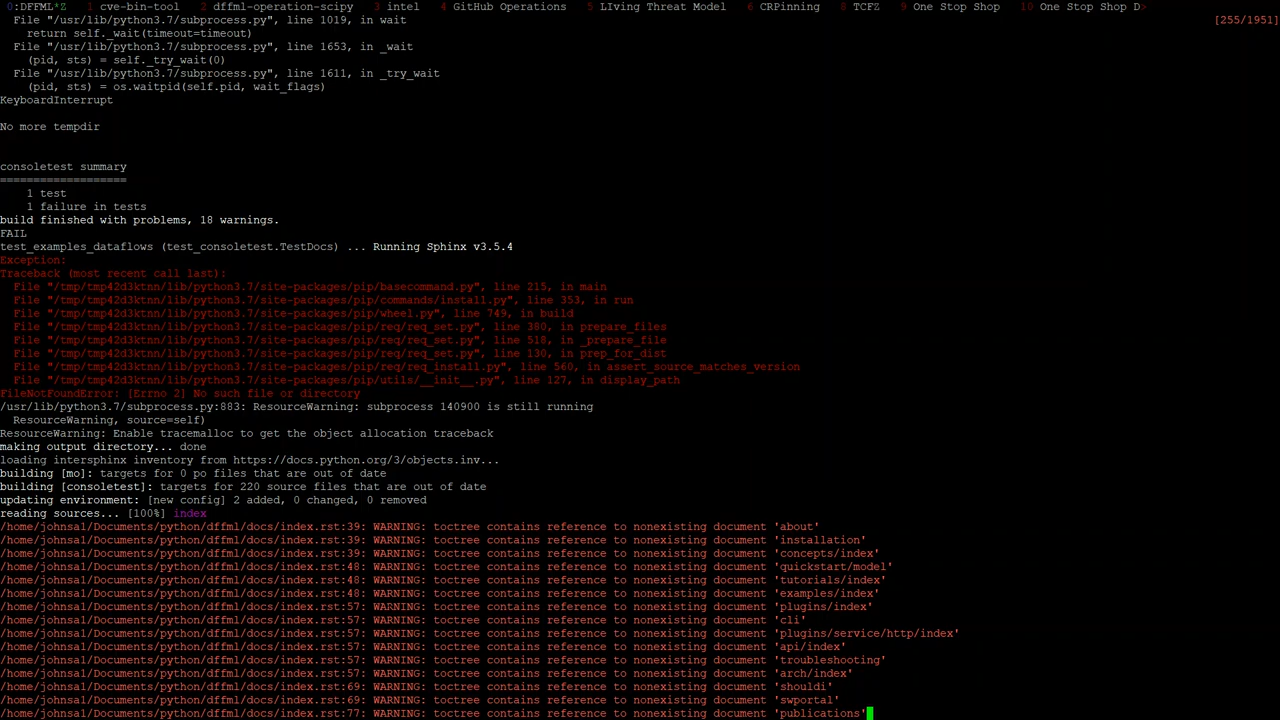 0:DFFML*Z 1 cve-bin-tool 2 dffml-operation-scipy 3 intel 4 GitHub Operations 5 LIving Threat Model 6 CRPinning 8 TCFZ 9 One Stop Shop 10 One Stop Shop D>
File "/usr/lib/python3.7/subprocess.py", line 1019, in wait [255/1951]
return self._wait(timeout=timeout)
File "/usr/lib/python3.7/subprocess.py", line 1653, in _wait
(pid, sts) = self._try_wait(0)
File "/usr/lib/python3.7/subprocess.py", line 1611, in _try_wait
(pid, sts) = os.waitpid(self.pid, wait_flags)
KeyboardInterrupt
No more tempdir
consoletest summary
===================
1 test
1 failure in tests
build finished with problems, 18 warnings.
FAIL
test_examples_dataflows (test_consoletest.TestDocs) ... Running Sphinx v3.5.4
Exception:
Traceback (most recent call last):
File "/tmp/tmp42d3ktnn/lib/python3.7/site-packages/pip/basecommand.py", line 215, in main
File "/tmp/tmp42d3ktnn/lib/python3.7/site-packages/pip/commands/install.py", line 353, in run
File "/tmp/tmp42d3ktnn/lib/python3.7/site-packages/pip/wheel.py", line 749, in build
File "/tmp/tmp42d3ktnn/lib/python3.7/site-packages/pip/req/req_set.py", line 380, in prepare_files
File "/tmp/tmp42d3ktnn/lib/python3.7/site-packages/pip/req/req_set.py", line 518, in _prepare_file
File "/tmp/tmp42d3ktnn/lib/python3.7/site-packages/pip/req/req_set.py", line 130, in prep_for_dist
File "/tmp/tmp42d3ktnn/lib/python3.7/site-packages/pip/req/req_install.py", line 560, in assert_source_matches_version
File "/tmp/tmp42d3ktnn/lib/python3.7/site-packages/pip/utils/__init__.py", line 127, in display_path
FileNotFoundError: [Errno 2] No such file or directory
/usr/lib/python3.7/subprocess.py:883: ResourceWarning: subprocess 140900 is still running
ResourceWarning, source=self)
ResourceWarning: Enable tracemalloc to get the object allocation traceback
making output directory... done
loading intersphinx inventory from https://docs.python.org/3/objects.inv...
building [mo]: targets for 0 po files that are out of date
building [consoletest]: targets for 220 source files that are out of date
updating environment: [new config] 2 added, 0 changed, 0 removed
reading sources... [100%] index
/home/johnsa1/Documents/python/dffml/docs/index.rst:39: WARNING: toctree contains reference to nonexisting document 'about'
/home/johnsa1/Documents/python/dffml/docs/index.rst:39: WARNING: toctree contains reference to nonexisting document 'installation'
/home/johnsa1/Documents/python/dffml/docs/index.rst:39: WARNING: toctree contains reference to nonexisting document 'concepts/index'
/home/johnsa1/Documents/python/dffml/docs/index.rst:48: WARNING: toctree contains reference to nonexisting document 'quickstart/model'
/home/johnsa1/Documents/python/dffml/docs/index.rst:48: WARNING: toctree contains reference to nonexisting document 'tutorials/index'
/home/johnsa1/Documents/python/dffml/docs/index.rst:48: WARNING: toctree contains reference to nonexisting document 'examples/index'
/home/johnsa1/Documents/python/dffml/docs/index.rst:57: WARNING: toctree contains reference to nonexisting document 'plugins/index'
/home/johnsa1/Documents/python/dffml/docs/index.rst:57: WARNING: toctree contains reference to nonexisting document 'cli'
/home/johnsa1/Documents/python/dffml/docs/index.rst:57: WARNING: toctree contains reference to nonexisting document 'plugins/service/http/index'
/home/johnsa1/Documents/python/dffml/docs/index.rst:57: WARNING: toctree contains reference to nonexisting document 'api/index'
/home/johnsa1/Documents/python/dffml/docs/index.rst:57: WARNING: toctree contains reference to nonexisting document 'troubleshooting'
/home/johnsa1/Documents/python/dffml/docs/index.rst:57: WARNING: toctree contains reference to nonexisting document 'arch/index'
/home/johnsa1/Documents/python/dffml/docs/index.rst:69: WARNING: toctree contains reference to nonexisting document 'shouldi'
/home/johnsa1/Documents/python/dffml/docs/index.rst:69: WARNING: toctree contains reference to nonexisting document 'swportal'
/home/johnsa1/Documents/python/dffml/docs/index.rst:77: WARNING: toctree contains reference to nonexisting document 'publications'